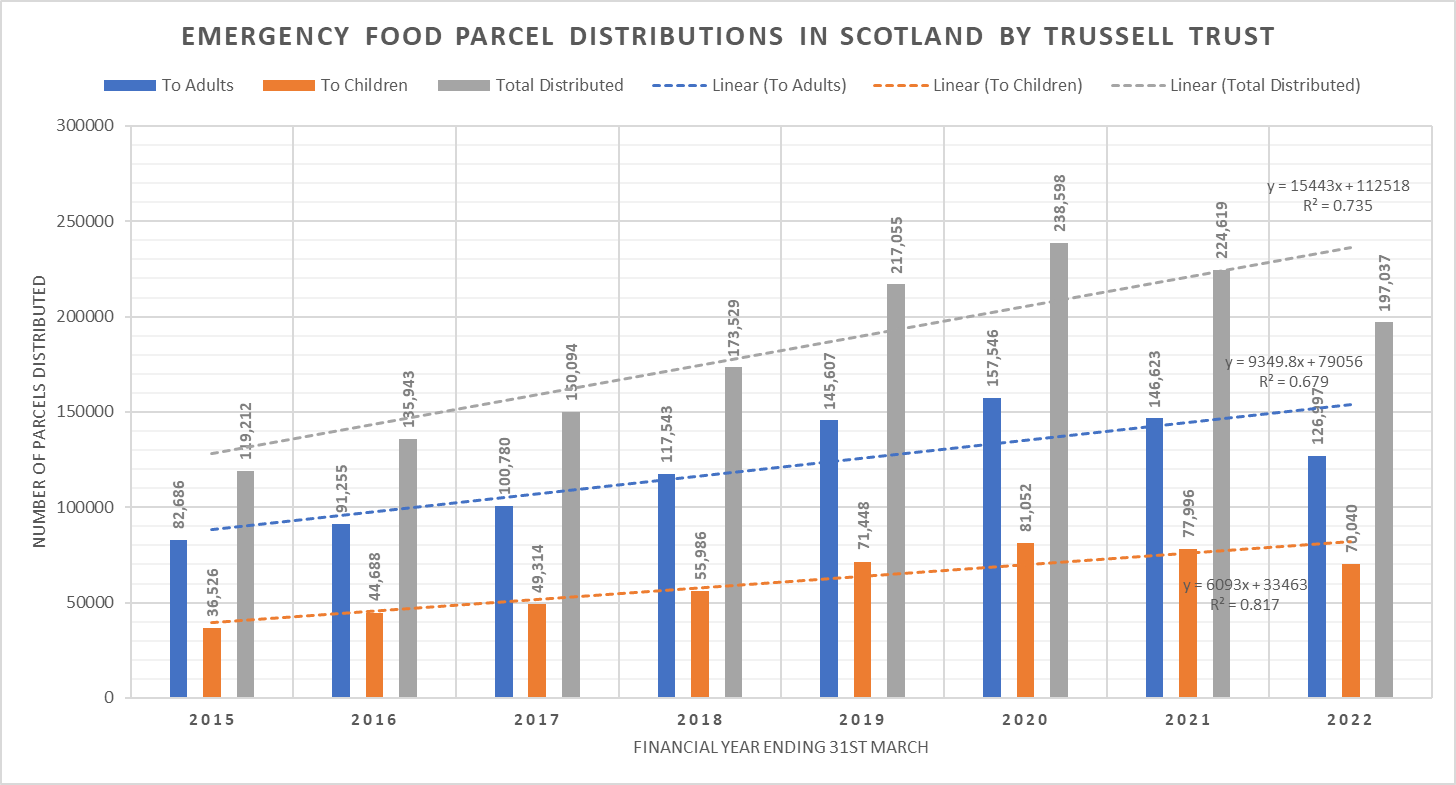 EMERGENCY FOOD PARCEL DISTRIBUTIONS IN SCOTLAND BY TRUSSELL TRUST
To Adults To Children Total Distributed Linear (To Adults) Linear (To Children) Linear (Total Distributed)
NUMBER OF PARCELS DISTRIBUTED
300000
250000
200000
150000
100000
50000
0
82,686
36,526
119,212
91,255
44,688
135,943
100,780
49,314
150,094
117,543
55,986
173,529
145,607
71,448
217,055
157,546
81,052
238,598
146,623
77,996
224,619
126,997
70,040
197,037
y = 15443x + 112518
R² = 0.735
y = 9349.8x + 79056
R² = 0.679
y = 6093x + 33463
R² = 0.817
2015 2016 2017 2018 2019 2020 2021 2022
FINANCIAL YEAR ENDING 31ST MARCH